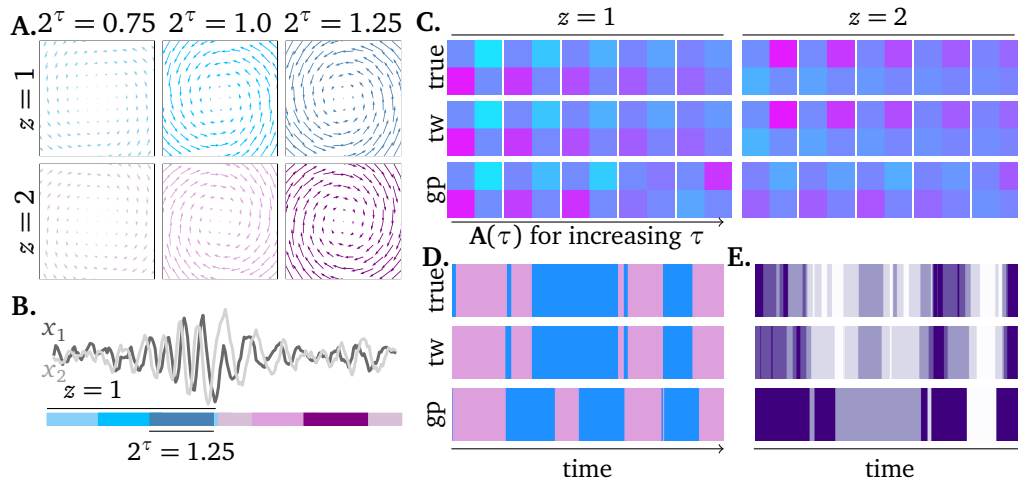 A.
2^τ = 0.75 2^τ = 1.0 2^τ = 1.25
z = 1
z = 2
B.
x₁
x₂
z = 1
2^τ = 1.25
C.
z = 1 z = 2
true
tw
gp
A(τ) for increasing τ
D.
true
tw
gp
time
E.
time